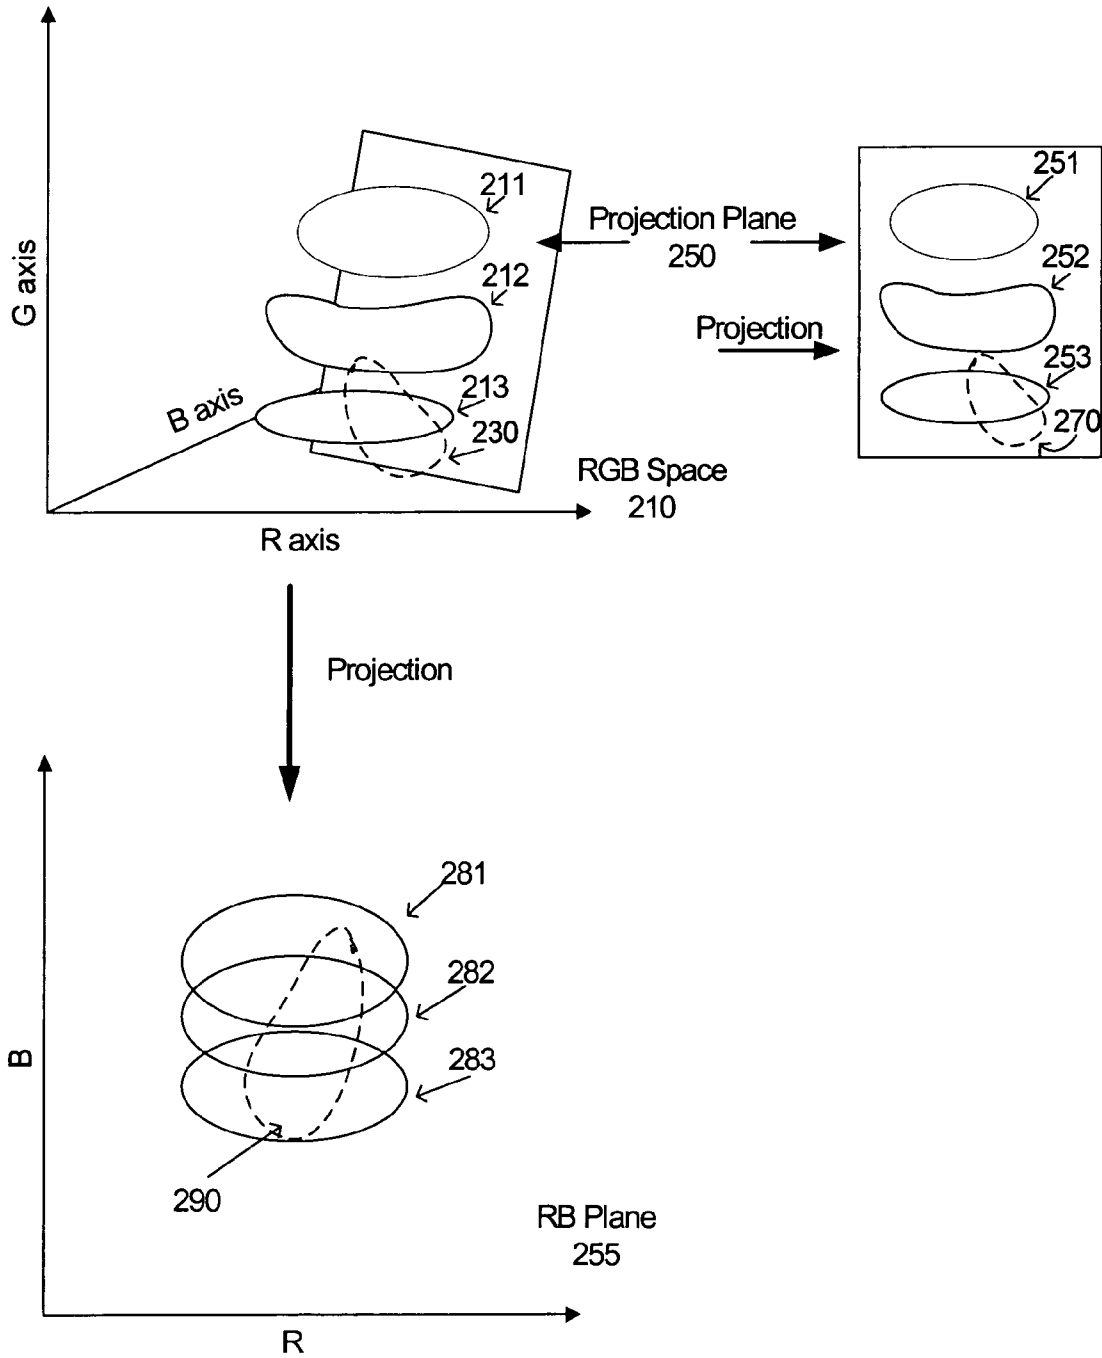 G axis
211
212
213
230
B axis
R axis
RGB Space
210
Projection Plane
250
Projection
251
252
253
270
Projection
281
282
283
290
B
R
RB Plane
255